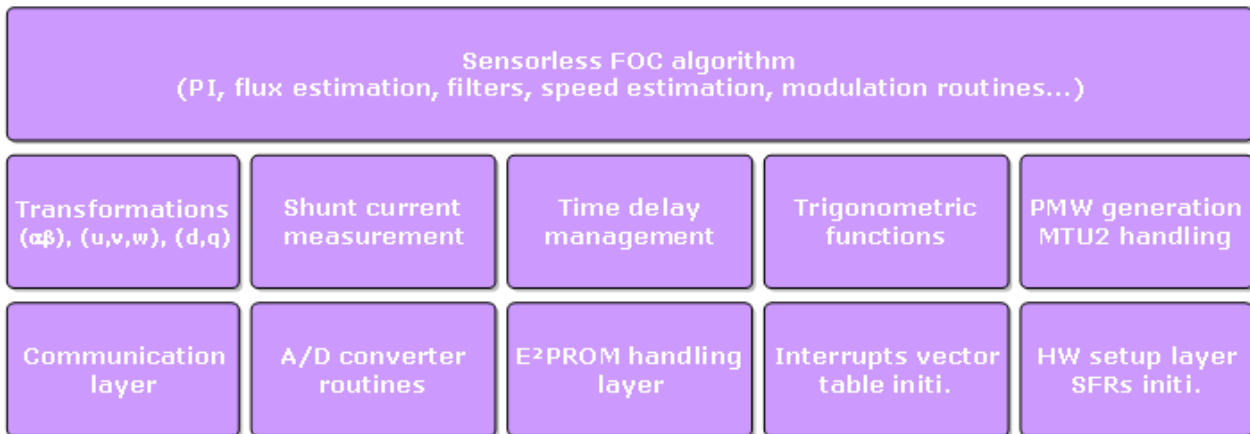 Sensorless FOC algorithm
(PI, flux estimation, filters, speed estimation, modulation routines...)
Transformations
(αβ), (u,v,w), (d,q)
Shunt current
measurement
Time delay
management
Trigonometric
functions
PMW generation
MTU2 handling
Communication
layer
A/D converter
routines
E²PROM handling
layer
Interrupts vector
table initi.
HW setup layer
SFRs initi.